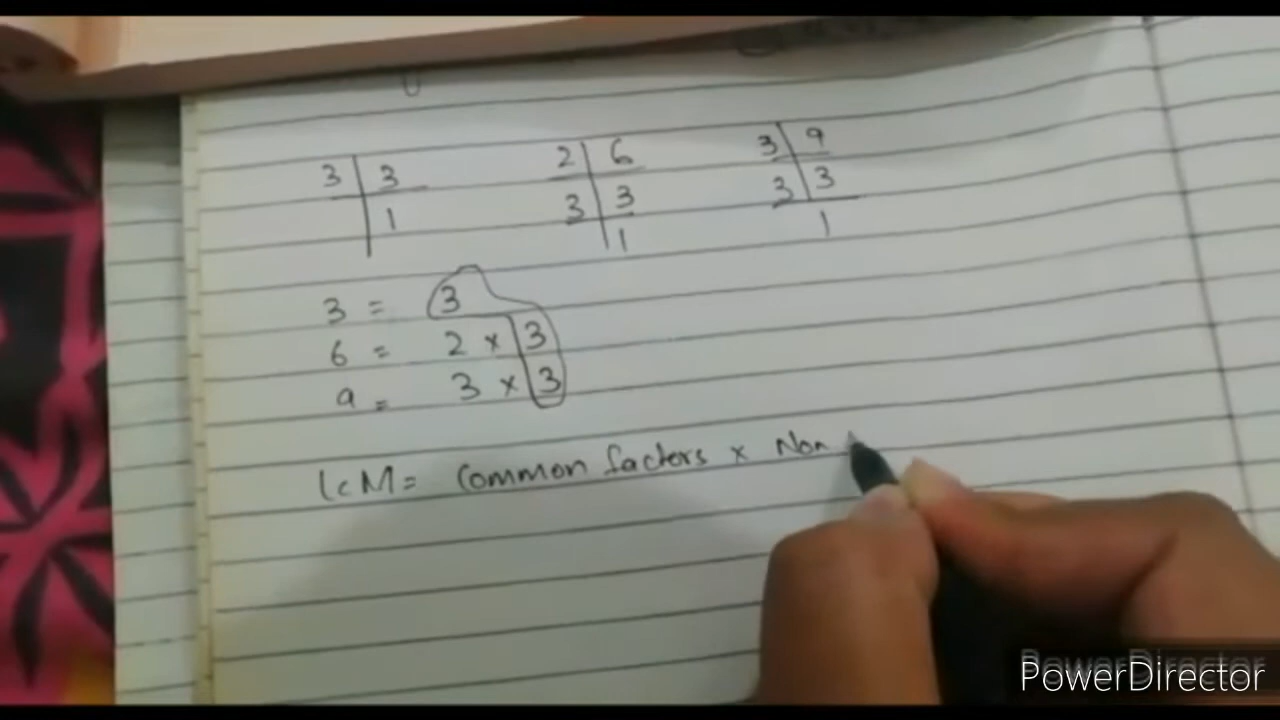 3 3 2 6 3 9
1 3 3 3 3
1 1
3 = 3
6 = 2 × 3
9 = 3 × 3
LCM = Common factors × Non
PowerDirector